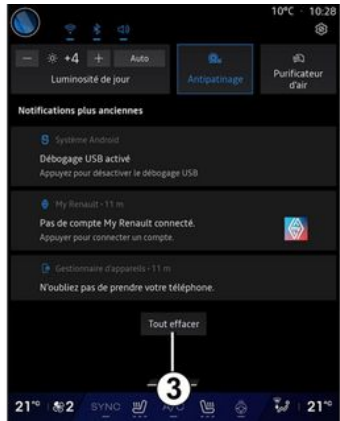 10°C · 10:28
− +4 + Auto
Luminosité de jour
Antipatinage
Purificateur
d'air
Notifications plus anciennes
Système Android
Débogage USB activé
Appuyez pour désactiver le débogage USB
My Renault · 11 m
Pas de compte My Renault connecté.
Appuyer pour connecter un compte.
Gestionnaire d'appareils · 11 m
N'oubliez pas de prendre votre téléphone.
Tout effacer
3
21°C 2 SYNC A/C 21°C